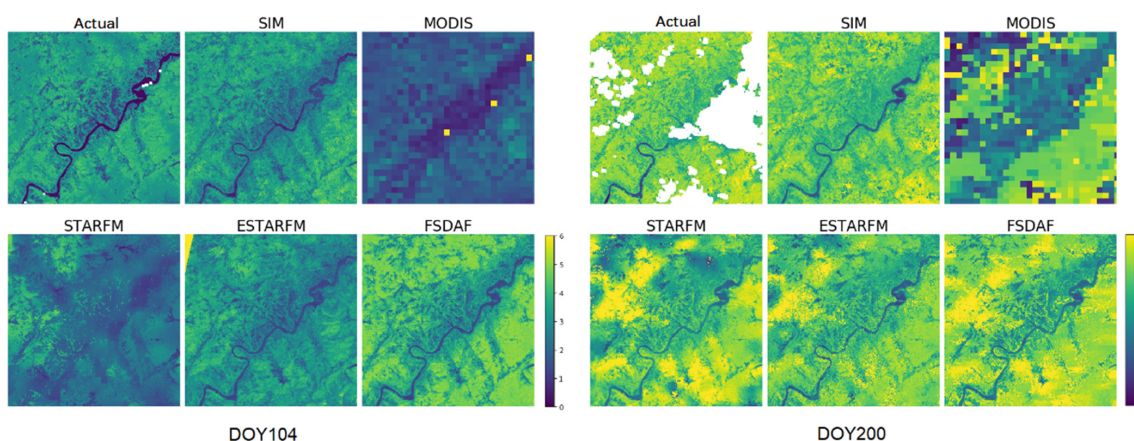 Actual SIM MODIS Actual SIM MODIS
STARFM ESTARFM FSDAF STARFM ESTARFM FSDAF
6
5
4
3
2
1
0
DOY104 DOY200